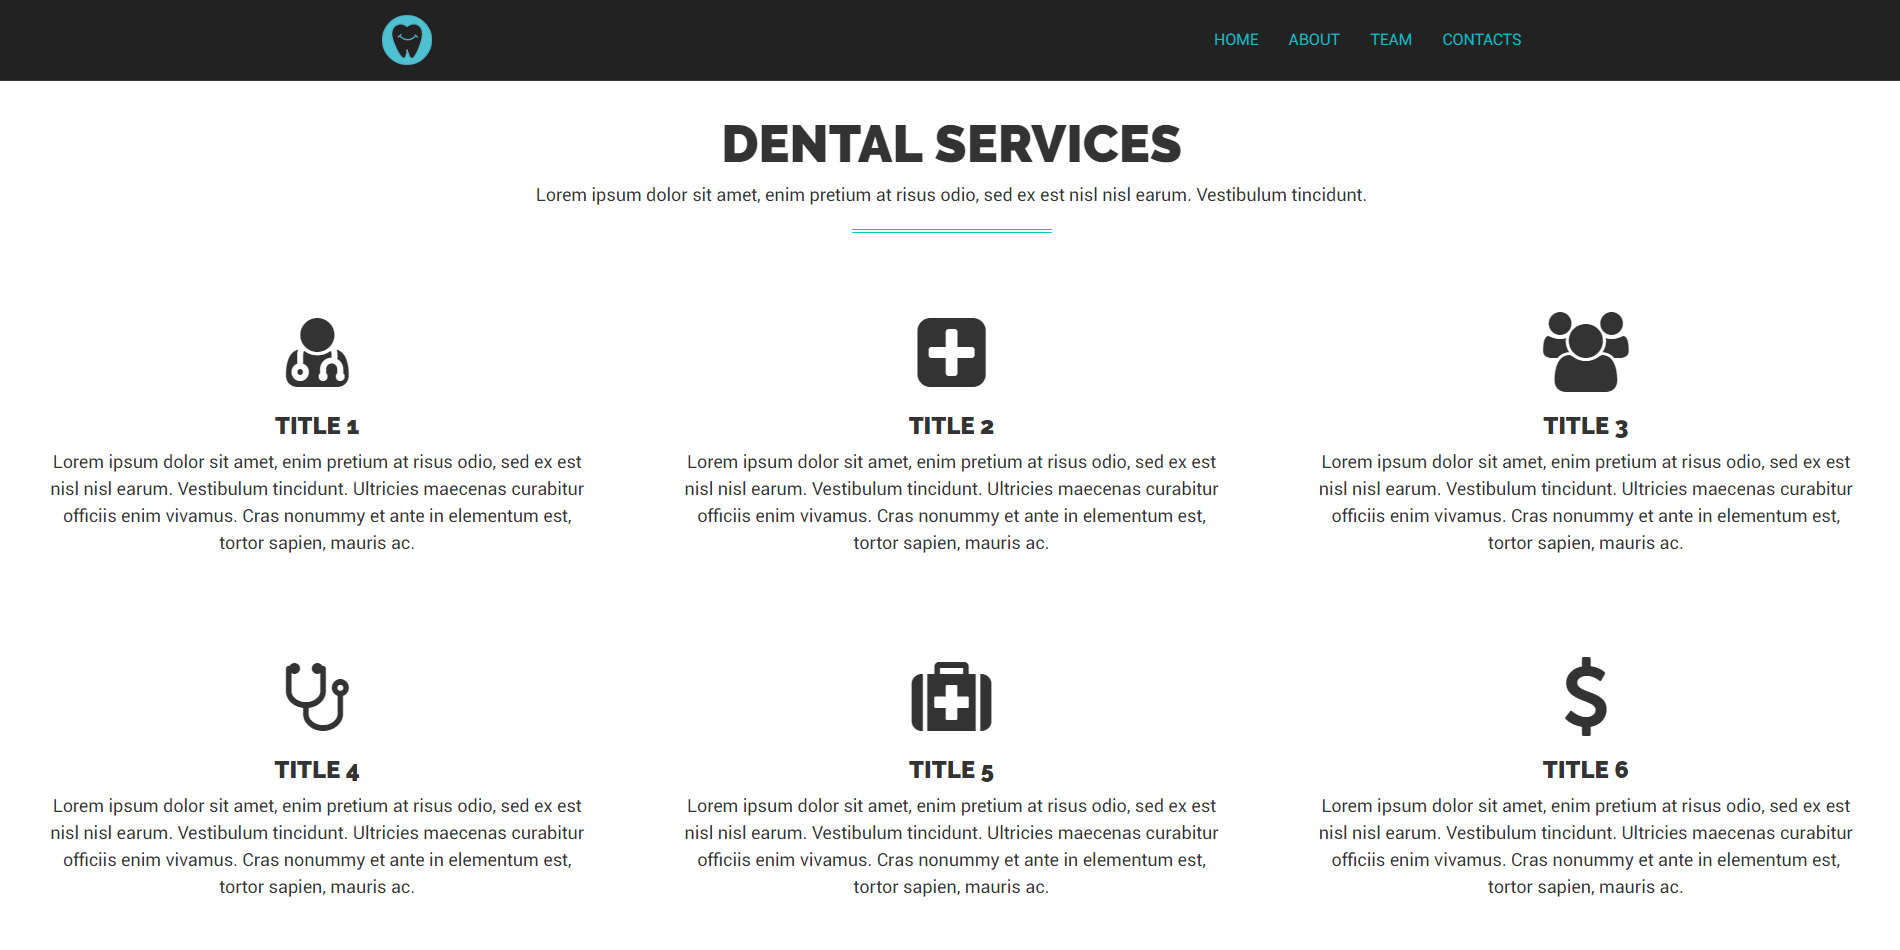 HOME ABOUT TEAM CONTACTS
DENTAL SERVICES
Lorem ipsum dolor sit amet, enim pretium at risus odio, sed ex est nisl nisl earum. Vestibulum tincidunt.
TITLE 1
Lorem ipsum dolor sit amet, enim pretium at risus odio, sed ex est
nisl nisl earum. Vestibulum tincidunt. Ultricies maecenas curabitur
officiis enim vivamus. Cras nonummy et ante in elementum est,
tortor sapien, mauris ac.
TITLE 2
Lorem ipsum dolor sit amet, enim pretium at risus odio, sed ex est
nisl nisl earum. Vestibulum tincidunt. Ultricies maecenas curabitur
officiis enim vivamus. Cras nonummy et ante in elementum est,
tortor sapien, mauris ac.
TITLE 3
Lorem ipsum dolor sit amet, enim pretium at risus odio, sed ex est
nisl nisl earum. Vestibulum tincidunt. Ultricies maecenas curabitur
officiis enim vivamus. Cras nonummy et ante in elementum est,
tortor sapien, mauris ac.
TITLE 4
Lorem ipsum dolor sit amet, enim pretium at risus odio, sed ex est
nisl nisl earum. Vestibulum tincidunt. Ultricies maecenas curabitur
officiis enim vivamus. Cras nonummy et ante in elementum est,
tortor sapien, mauris ac.
TITLE 5
Lorem ipsum dolor sit amet, enim pretium at risus odio, sed ex est
nisl nisl earum. Vestibulum tincidunt. Ultricies maecenas curabitur
officiis enim vivamus. Cras nonummy et ante in elementum est,
tortor sapien, mauris ac.
TITLE 6
Lorem ipsum dolor sit amet, enim pretium at risus odio, sed ex est
nisl nisl earum. Vestibulum tincidunt. Ultricies maecenas curabitur
officiis enim vivamus. Cras nonummy et ante in elementum est,
tortor sapien, mauris ac.